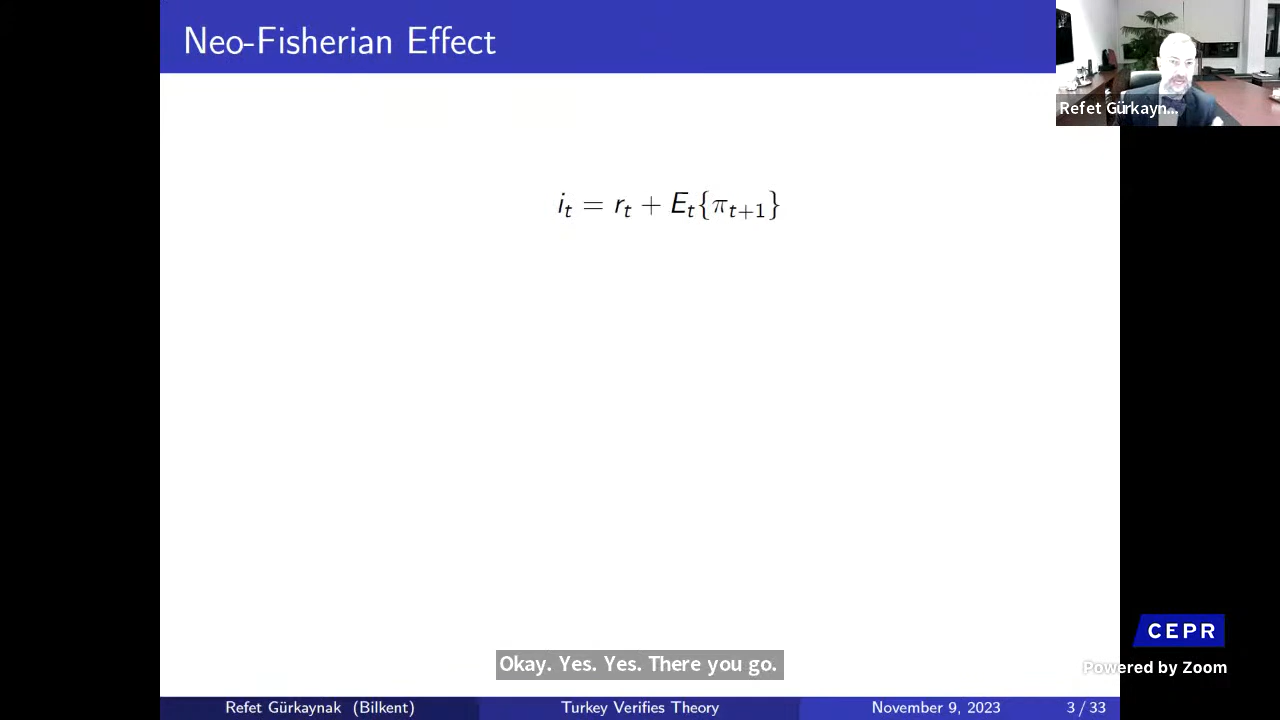 Neo-Fisherian Effect
Refet Gürkayn...
i_t = r_t + E_t{π_{t+1}}
CEPR
Okay. Yes. Yes. There you go.
Powered by Zoom
Refet Gürkaynak (Bilkent) Turkey Verifies Theory November 9, 2023 3 / 33